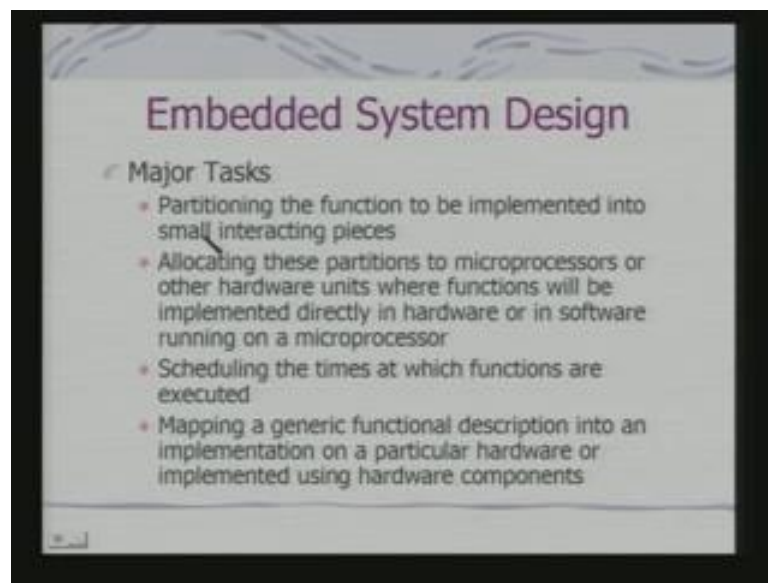 Embedded System Design
Major Tasks
Partitioning the function to be implemented into
small interacting pieces
Allocating these partitions to microprocessors or
other hardware units where functions will be
implemented directly in hardware or in software
running on a microprocessor
Scheduling the times at which functions are
executed
Mapping a generic functional description into an
implementation on a particular hardware or
implemented using hardware components